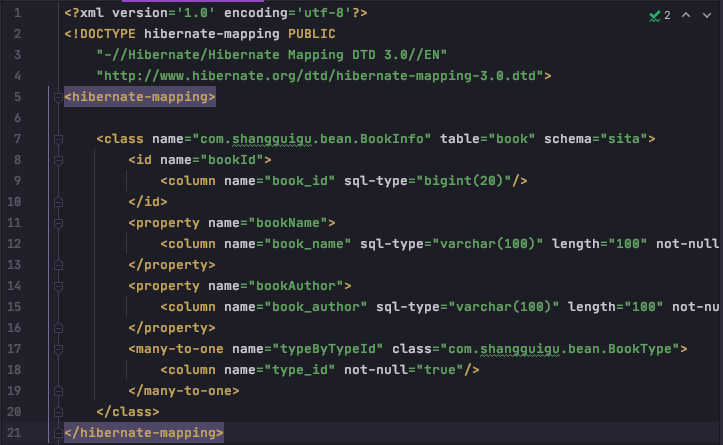 1 <?xml version='1.0' encoding='utf-8'?>
2 <!DOCTYPE hibernate-mapping PUBLIC
3 "-//Hibernate/Hibernate Mapping DTD 3.0//EN"
4 "http://www.hibernate.org/dtd/hibernate-mapping-3.0.dtd">
2
5 <hibernate-mapping>
6
7 <class name="com.shangguigu.bean.BookInfo" table="book" schema="sita">
8 <id name="bookId">
9 <column name="book_id" sql-type="bigint(20)"/>
10 </id>
11 <property name="bookName">
12 <column name="book_name" sql-type="varchar(100)" length="100" not-null
13 </property>
14 <property name="bookAuthor">
15 <column name="book_author" sql-type="varchar(100)" length="100" not-nu
16 </property>
17 <many-to-one name="typeByTypeId" class="com.shangguigu.bean.BookType">
18 <column name="type_id" not-null="true"/>
19 </many-to-one>
20 </class>
21 </hibernate-mapping>